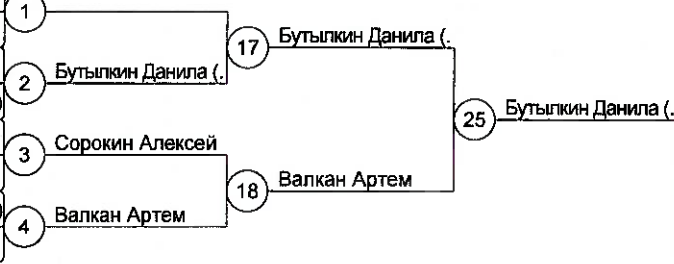 1
Бутылкин Данила (.
17
2
Бутылкин Данила (.
Бутылкин Данила (.
25
3
Сорокин Алексей
Валкан Артем
18
4
Валкан Артем